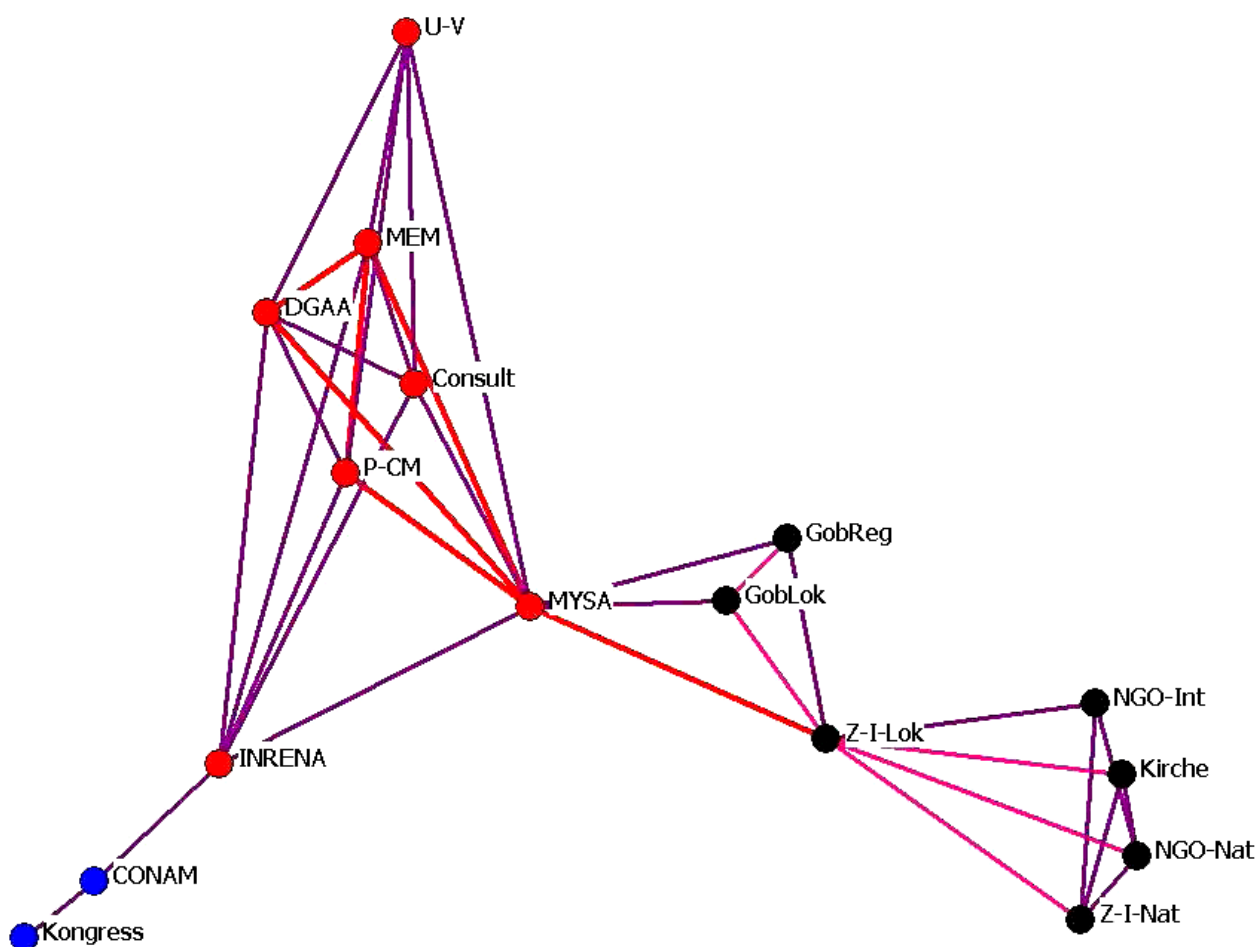 U-V
MEM
DGAA
Consult
P-CM
GobReg
GobLok
MYSA
NGO-Int
Z-I-Lok
INRENA
Kirche
NGO-Nat
CONAM
Z-I-Nat
Kongress